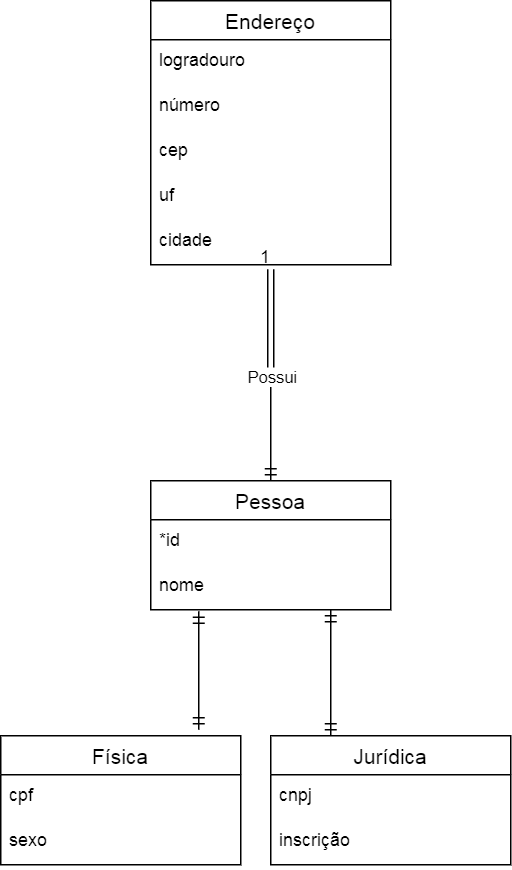 Endereço
logradouro
número
cep
uf
cidade
1
Possui
Pessoa
*id
nome
Física
cpf
sexo
Jurídica
cnpj
inscrição